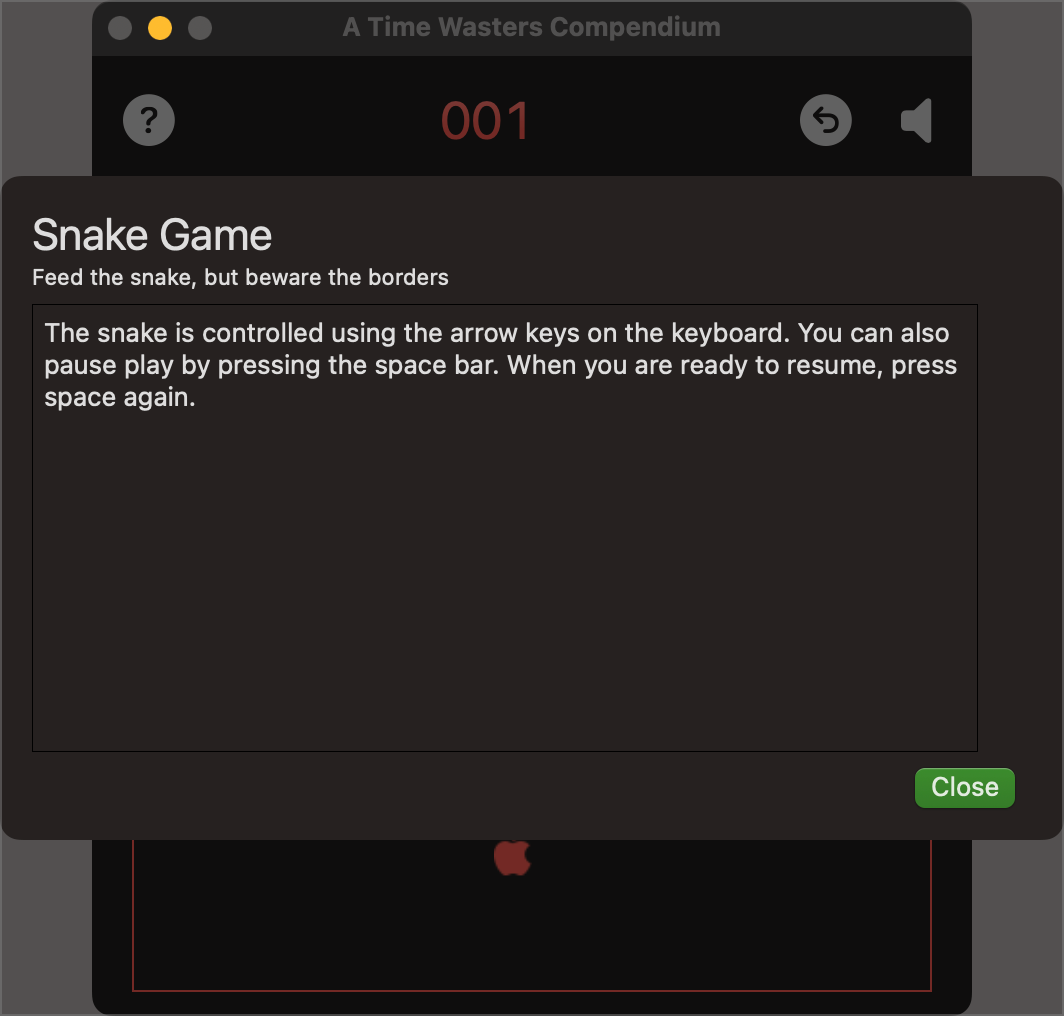 A Time Wasters Compendium
?
001
Snake Game
Feed the snake, but beware the borders
The snake is controlled using the arrow keys on the keyboard. You can also
pause play by pressing the space bar. When you are ready to resume, press
space again.
Close